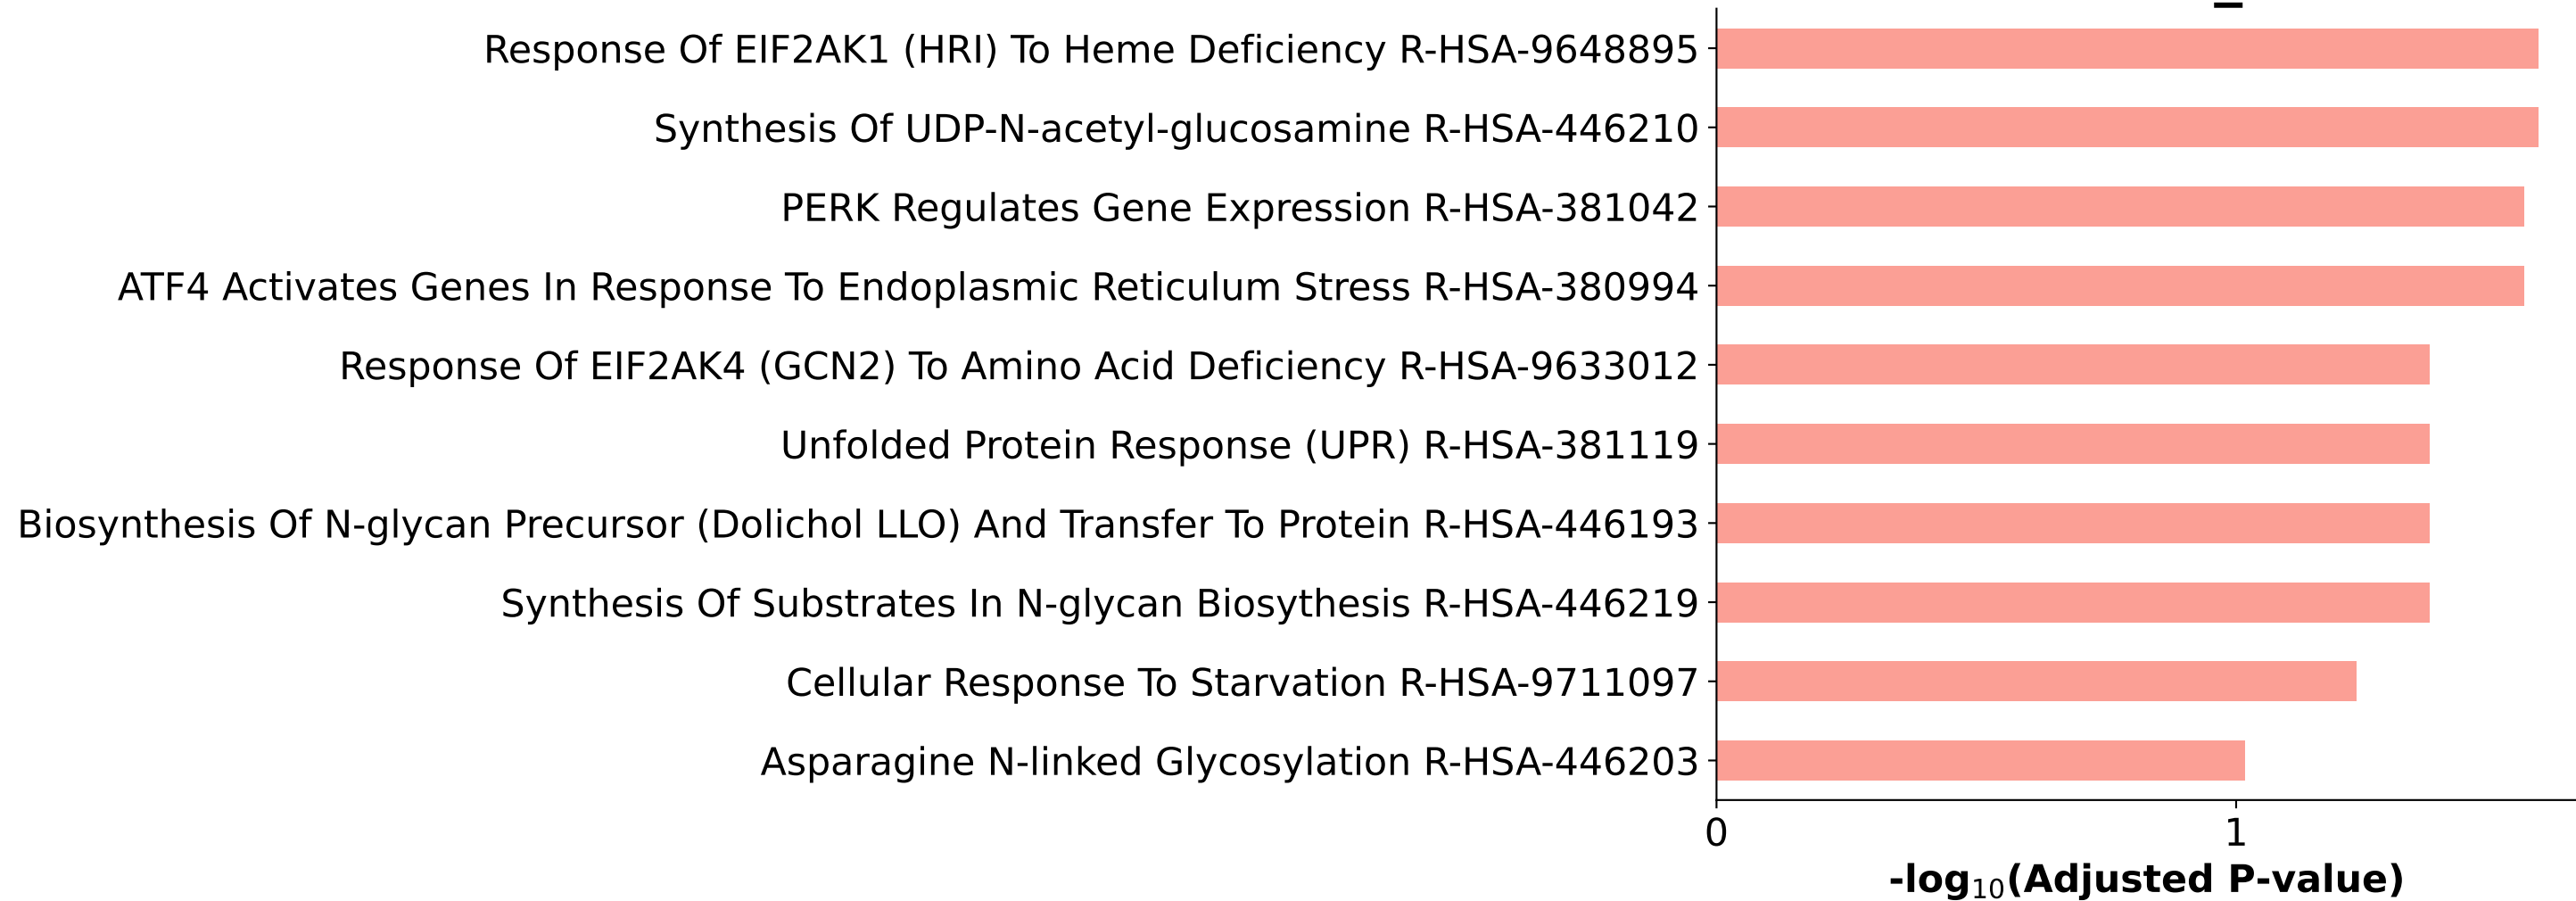 Response Of EIF2AK1 (HRI) To Heme Deficiency R-HSA-9648895
Synthesis Of UDP-N-acetyl-glucosamine R-HSA-446210
PERK Regulates Gene Expression R-HSA-381042
ATF4 Activates Genes In Response To Endoplasmic Reticulum Stress R-HSA-380994
Response Of EIF2AK4 (GCN2) To Amino Acid Deficiency R-HSA-9633012
Unfolded Protein Response (UPR) R-HSA-381119
Biosynthesis Of N-glycan Precursor (Dolichol LLO) And Transfer To Protein R-HSA-446193
Synthesis Of Substrates In N-glycan Biosythesis R-HSA-446219
Cellular Response To Starvation R-HSA-9711097
Asparagine N-linked Glycosylation R-HSA-446203
0 1
-log₁₀(Adjusted P-value)